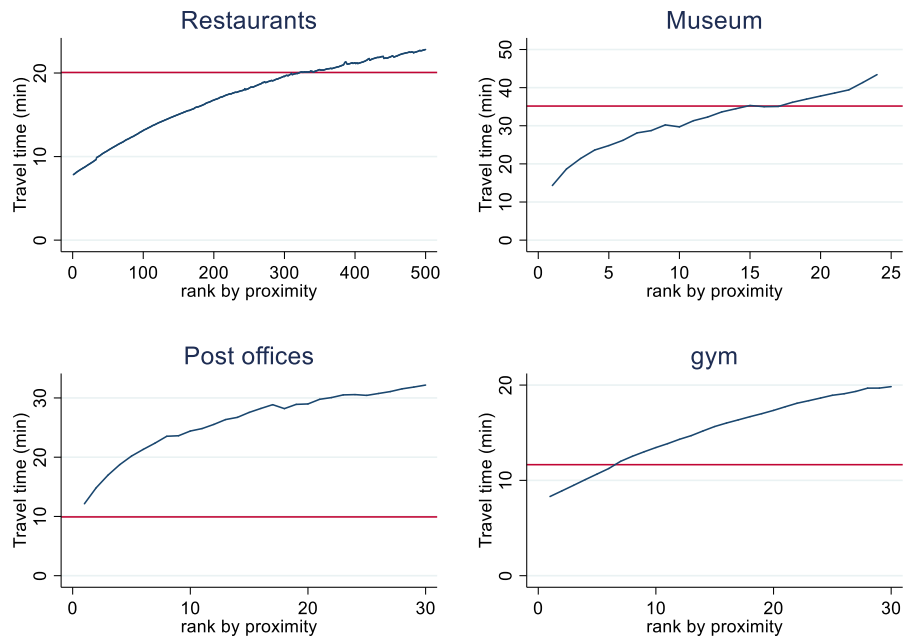 Restaurants
Travel time (min)
20
10
0
0 100 200 300 400 500
rank by proximity
Museum
Travel time (min)
50
40
30
20
10
0
0 5 10 15 20 25
rank by proximity
Post offices
Travel time (min)
30
20
10
0
0 10 20 30
rank by proximity
gym
Travel time (min)
20
10
0
0 10 20 30
rank by proximity